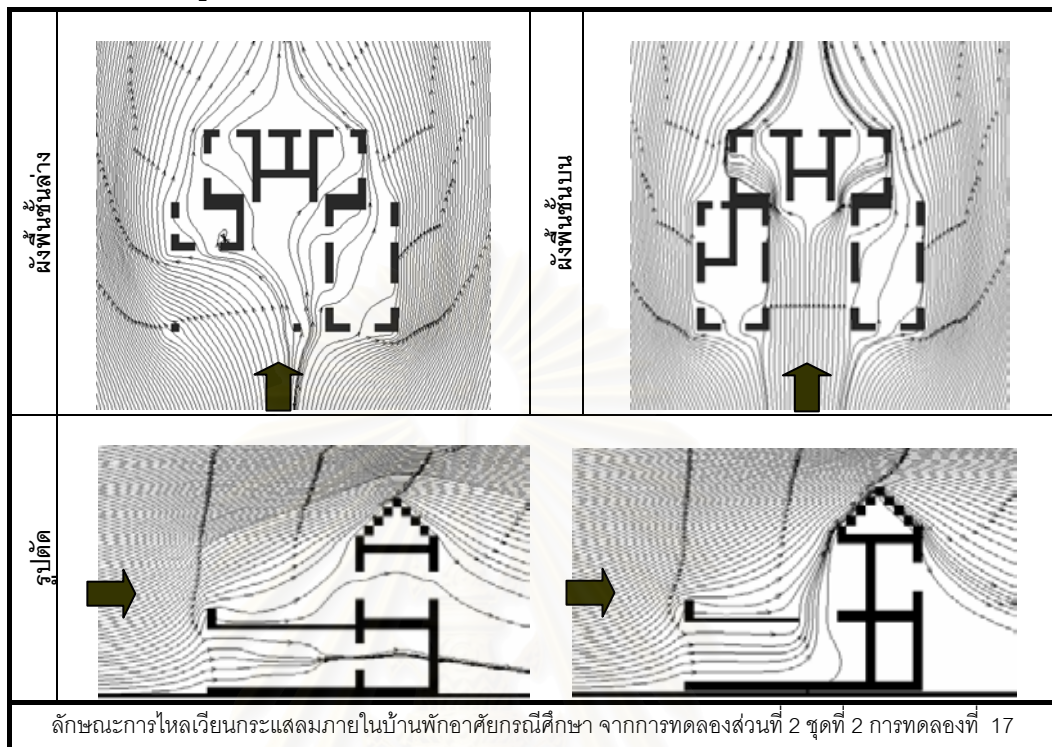 ผังพื้นชั้นล่าง
ผังพื้นชั้นบน
รูปตัด
ลักษณะการไหลเวียนกระแสลมภายในบ้านพักอาศัยกรณีศึกษา จากการทดลองส่วนที่ 2 ชุดที่ 2 การทดลองที่ 17